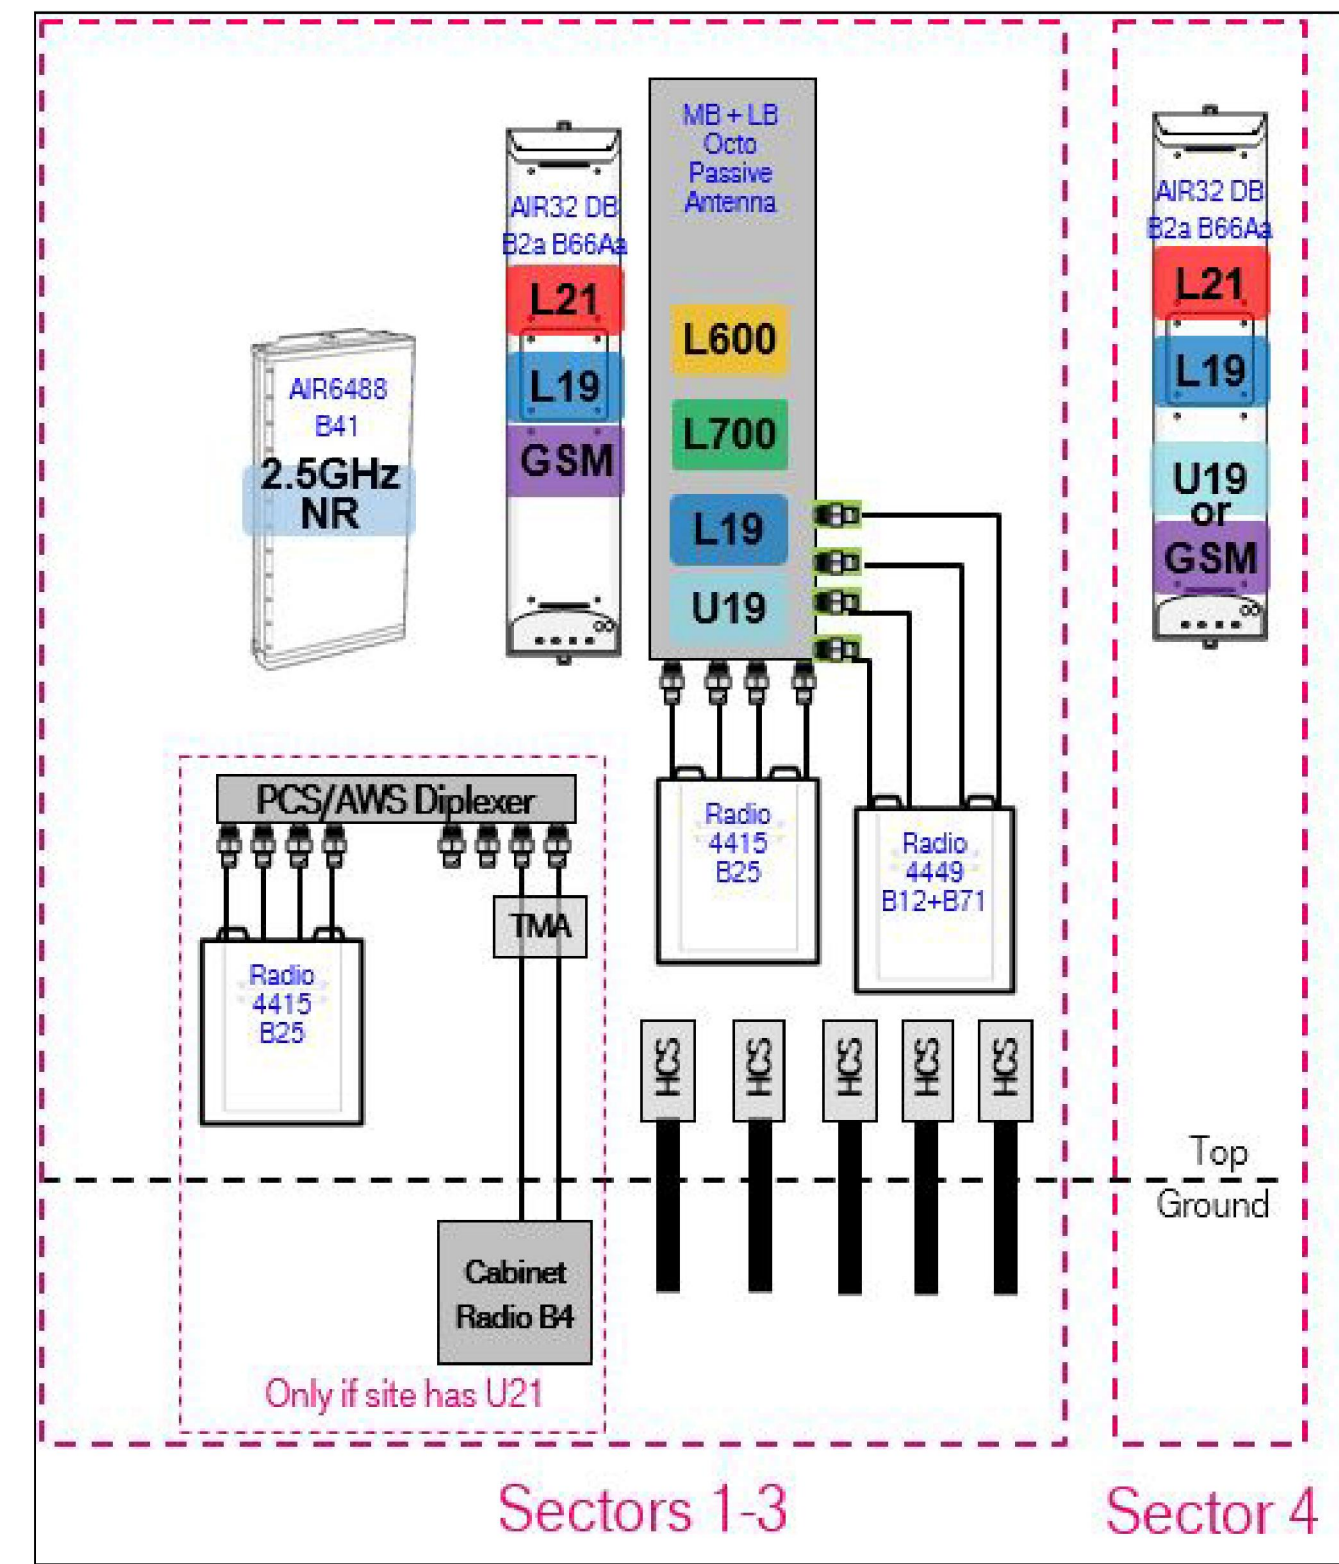 MB + LB
Octo
Passive
Antenna
L600
L700
L19
U19
AIR32 DB
B2a B66Aa
L21
L19
GSM
AIR6488
B41
2.5GHz
NR
AIR32 DB
B2a B66Aa
L21
L19
U19
or
GSM
PCS/AWS Diplexer
TMA
Radio
4415
B25
Radio
4415
B25
Radio
4449
B12+B71
HCS
HCS
HCS
HCS
HCS
Top
Ground
Cabinet
Radio B4
Only if site has U21
Sectors 1-3
Sector 4